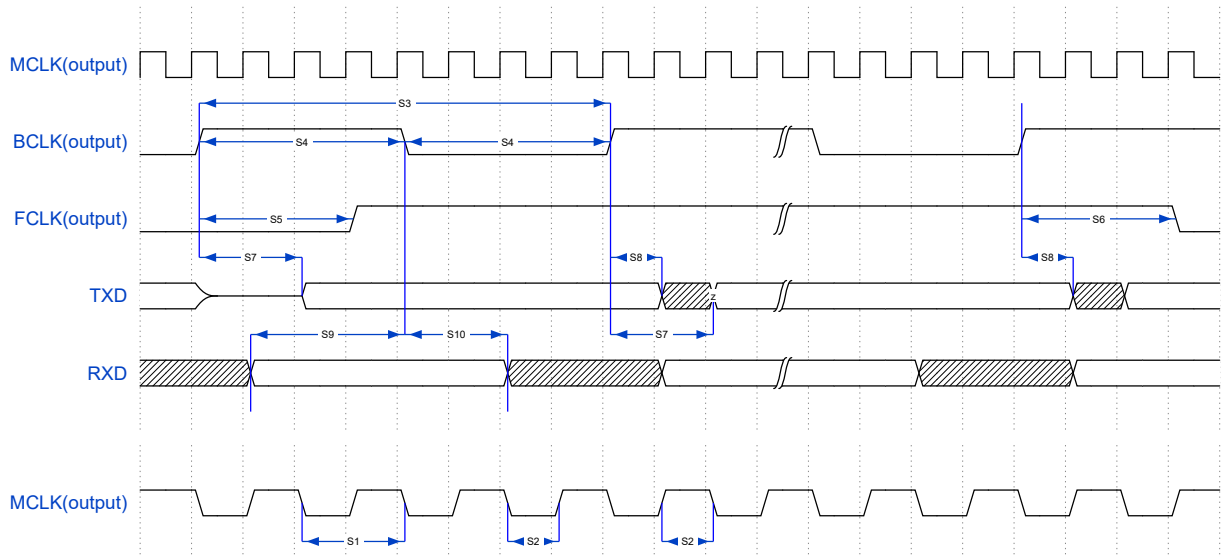 MCLK(output)
S3
BCLK(output)
S4 S4
FCLK(output)
S5 S6
S7 S8 S8
TXD
z
S9 S10 S7
RXD
MCLK(output)
S1 S2 S2